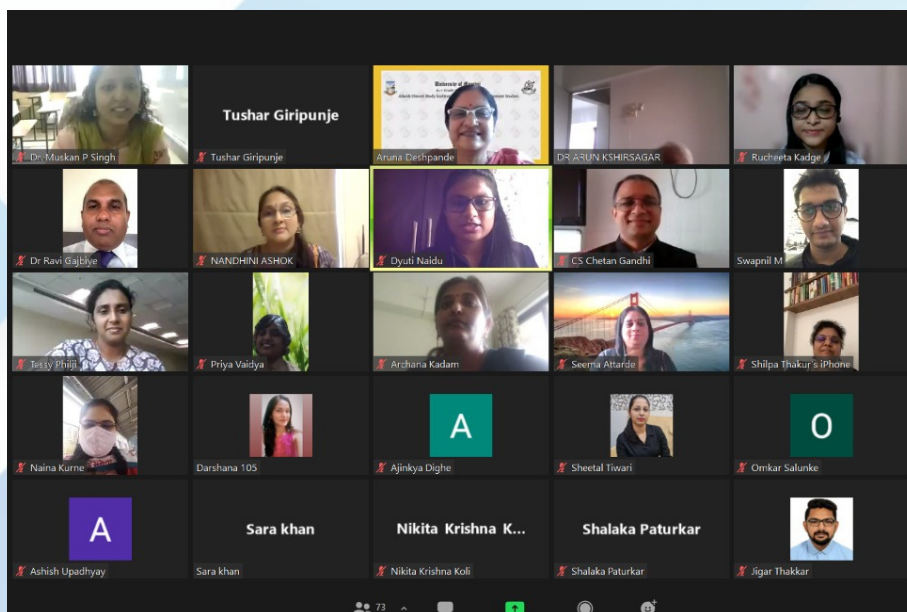 Tushar Giripunje
University of Mumbai
Dr. Muskan P Singh
Tushar Giripunje
Aruna Deshpande
DR ARUN KSHIRSAGAR
Rucheeta Kadge
Dr Ravi Gajbiye
NANDHINI ASHOK
Dyuti Naidu
CS Chetan Gandhi
Swapnil M
Tessy Philji
Priya Vaidya
Archana Kadam
Seema Attarde
Shilpa Thakur's iPhone
A
O
Naina Kurne
Darshana 105
Ajinkya Dighe
Sheetal Tiwari
Omkar Salunke
A
Sara khan
Nikita Krishna K...
Shalaka Paturkar
Ashish Upadhyay
Sara khan
Nikita Krishna Koli
Shalaka Paturkar
Jigar Thakkar
73